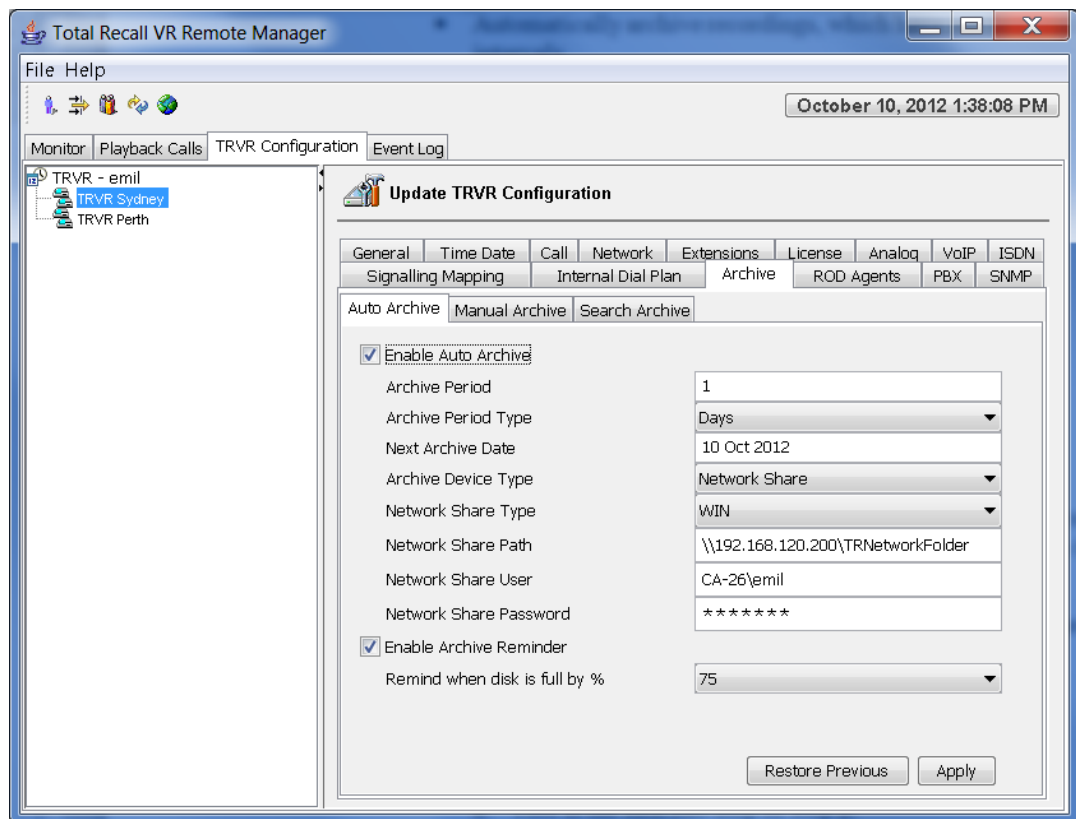 Automatically archive recordings, which
Total Recall VR Remote Manager
File Help
October 10, 2012 1:38:08 PM
Monitor Playback Calls TRVR Configuration Event Log
TRVR - emil
TRVR Sydney
TRVR Perth
Update TRVR Configuration
General Time Date Call Network Extensions License Analog VoIP ISDN
Signalling Mapping Internal Dial Plan Archive ROD Agents PBX SNMP
Auto Archive Manual Archive Search Archive
Enable Auto Archive
Archive Period 1
Archive Period Type Days
Next Archive Date 10 Oct 2012
Archive Device Type Network Share
Network Share Type WIN
Network Share Path \\192.168.120.200\TRNetworkFolder
Network Share User CA-26\emil
Network Share Password *******
Enable Archive Reminder
Remind when disk is full by % 75
Restore Previous Apply